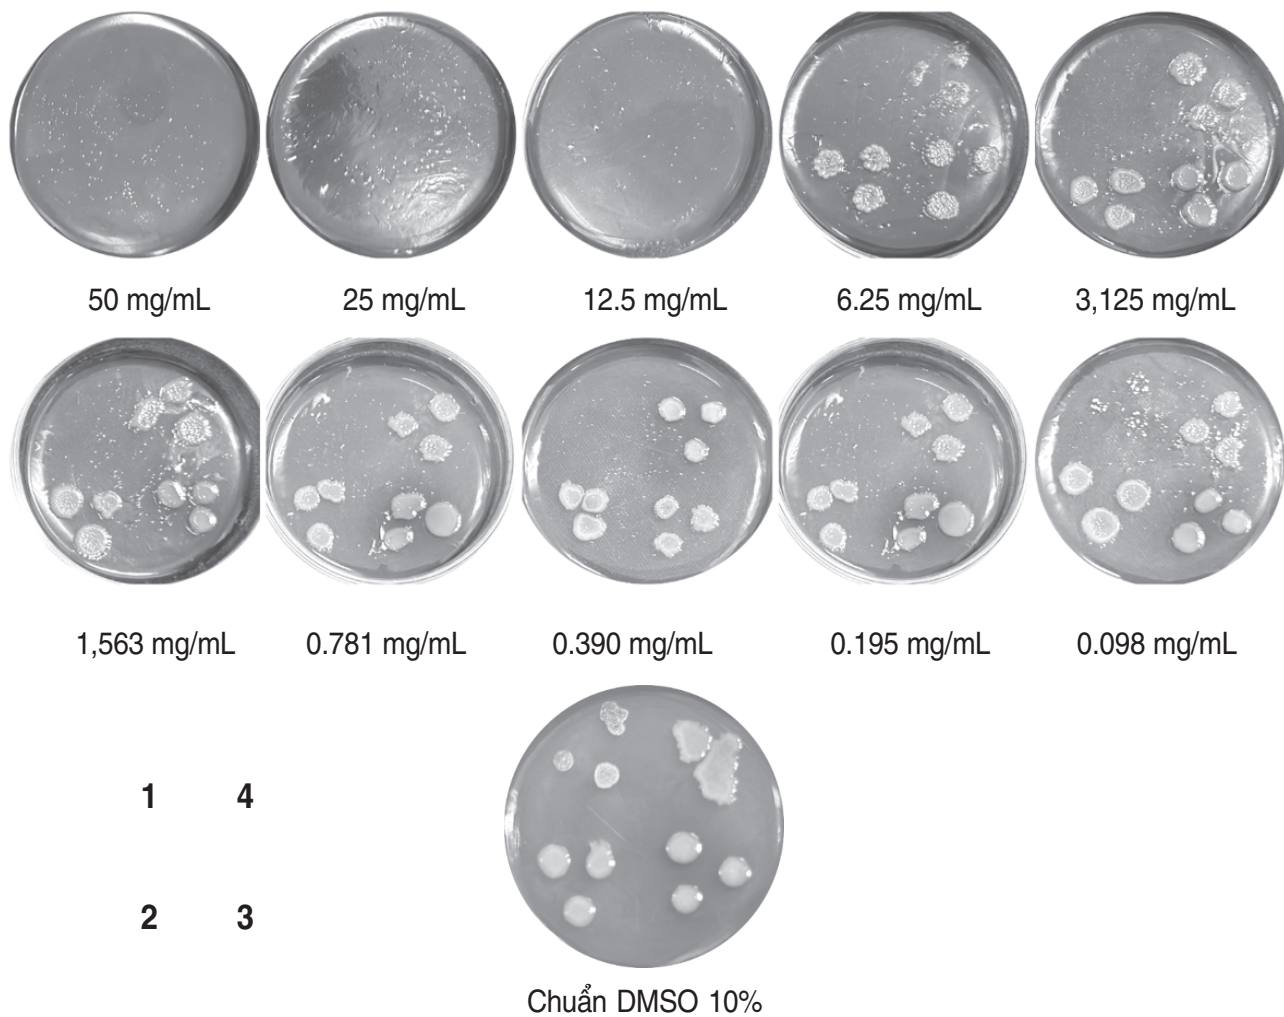 50 mg/mL
25 mg/mL
12.5 mg/mL
6.25 mg/mL
3,125 mg/mL
1,563 mg/mL
0.781 mg/mL
0.390 mg/mL
0.195 mg/mL
0.098 mg/mL
1 4
2 3
Chuẩn DMSO 10%